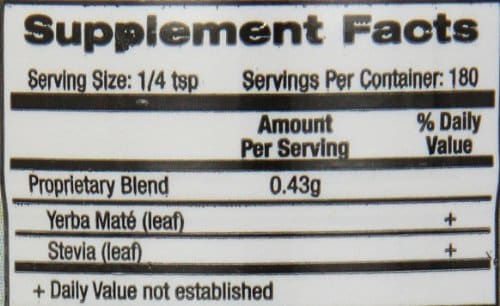 Supplement Facts
Serving Size: 1/4 tsp Servings Per Container: 180
Amount Per Serving % Daily Value
Proprietary Blend 0.43g
Yerba Maté (leaf) +
Stevia (leaf) +
+ Daily Value not established